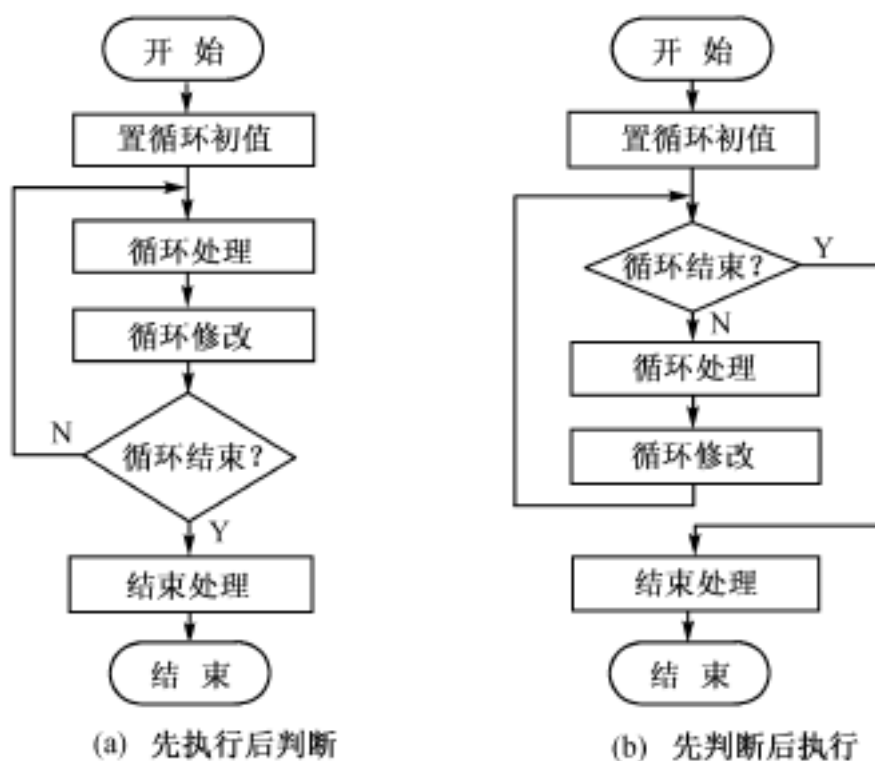 开 始
置循环初值
循环处理
循环修改
N
循环结束?
Y
结束处理
结 束
(a) 先执行后判断
开 始
置循环初值
循环结束?
Y
N
循环处理
循环修改
结束处理
结 束
(b) 先判断后执行